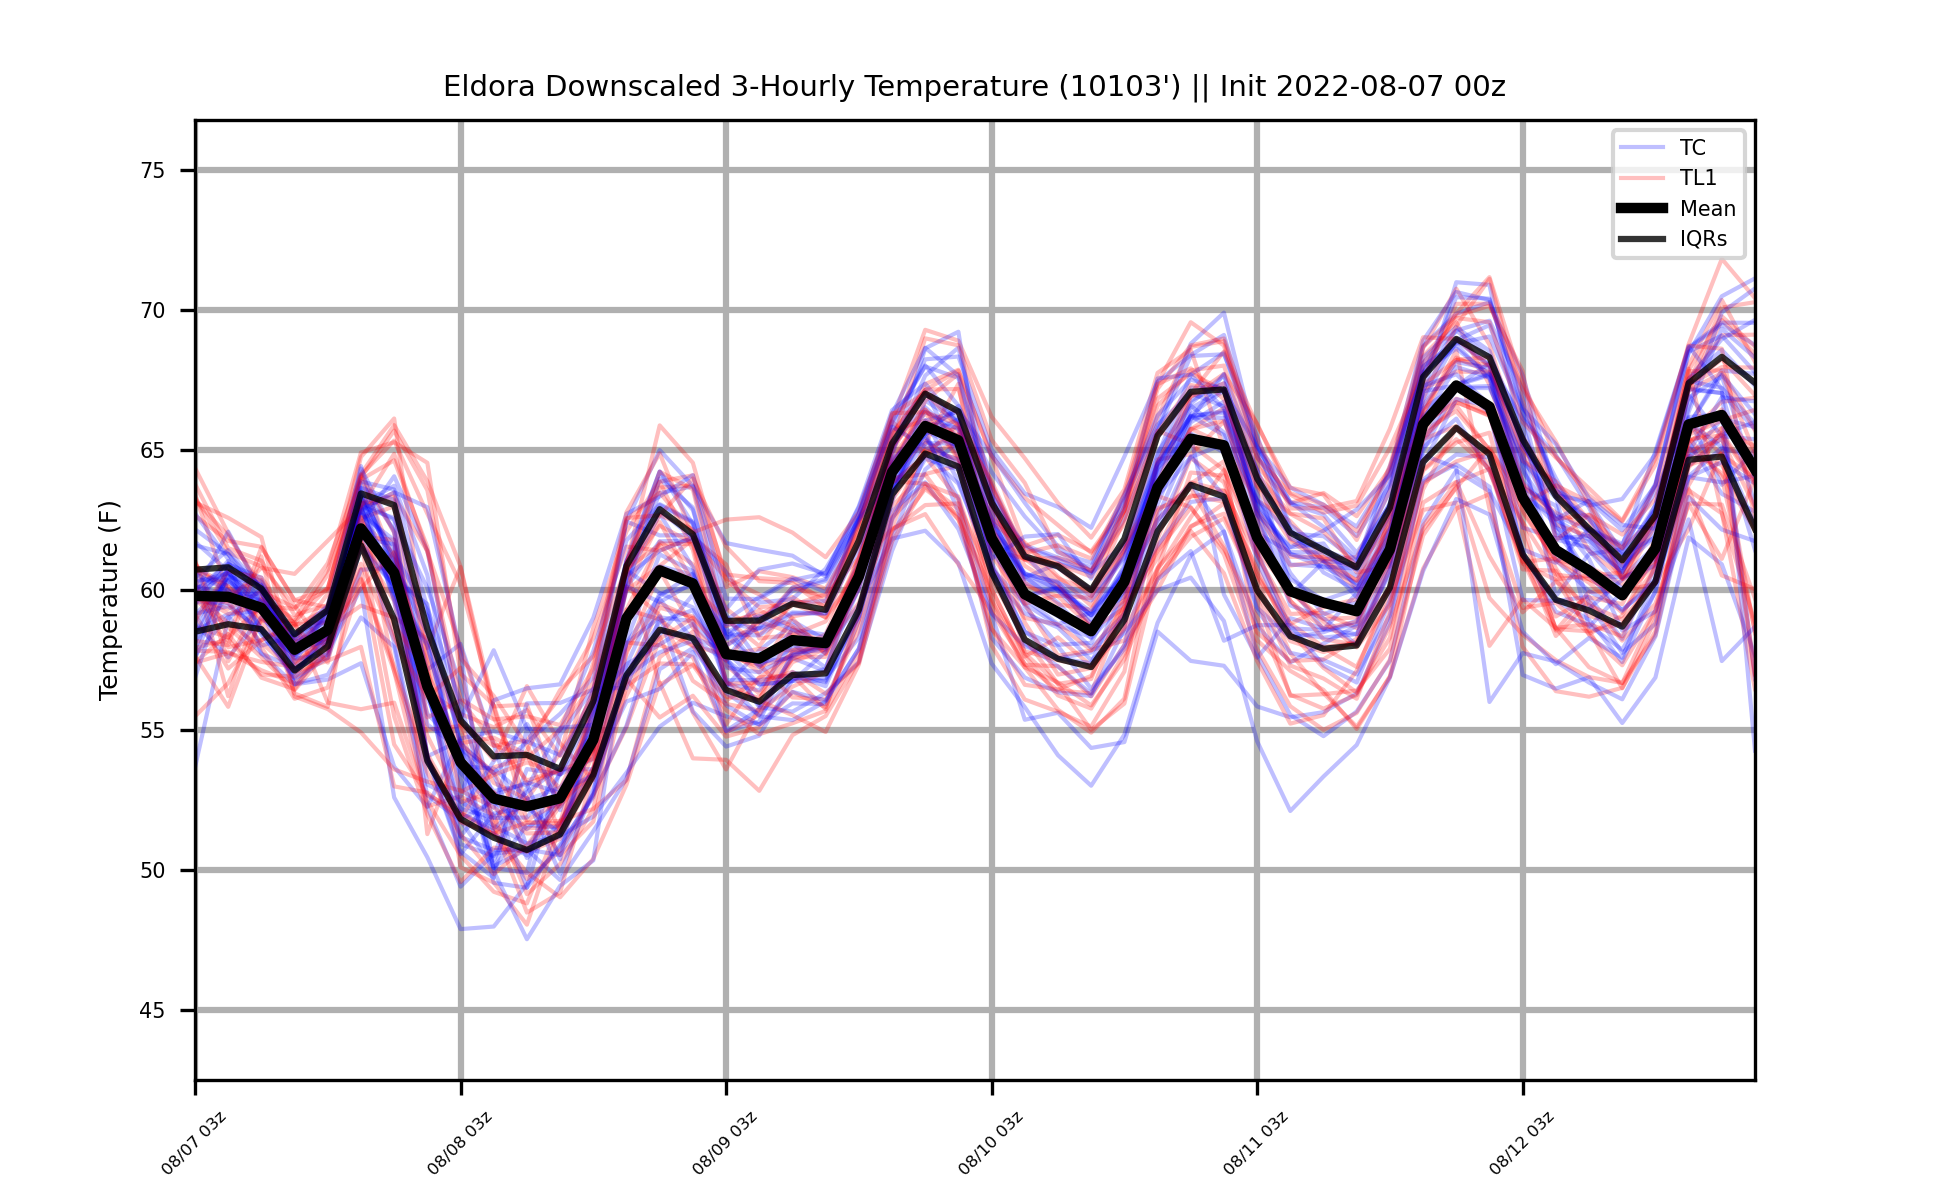 Eldora Downscaled 3-Hourly Temperature (10103') || Init 2022-08-07 00z
TC
TL1
Mean
IQRs
Temperature (F)
75
70
65
60
55
50
45
08/07 03z
08/08 03z
08/09 03z
08/10 03z
08/11 03z
08/12 03z